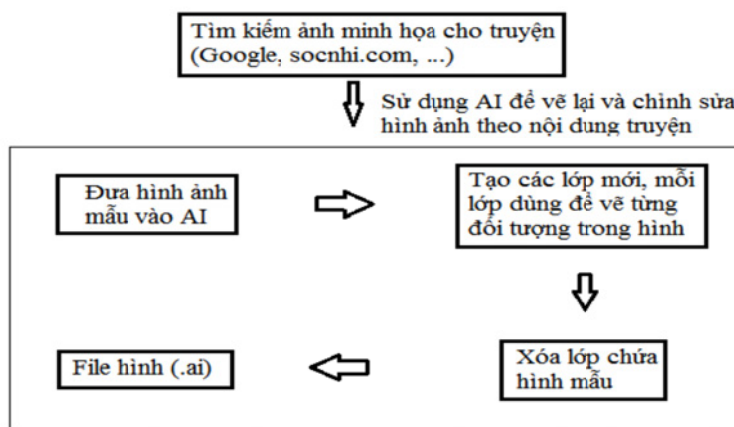 Tìm kiếm ảnh minh họa cho truyện
(Google, socnhi.com, ...)
Sử dụng AI để vẽ lại và chỉnh sửa
hình ảnh theo nội dung truyện
Đưa hình ảnh
mẫu vào AI
Tạo các lớp mới, mỗi
lớp dùng để vẽ từng
đối tượng trong hình
File hình (.ai)
Xóa lớp chứa
hình mẫu